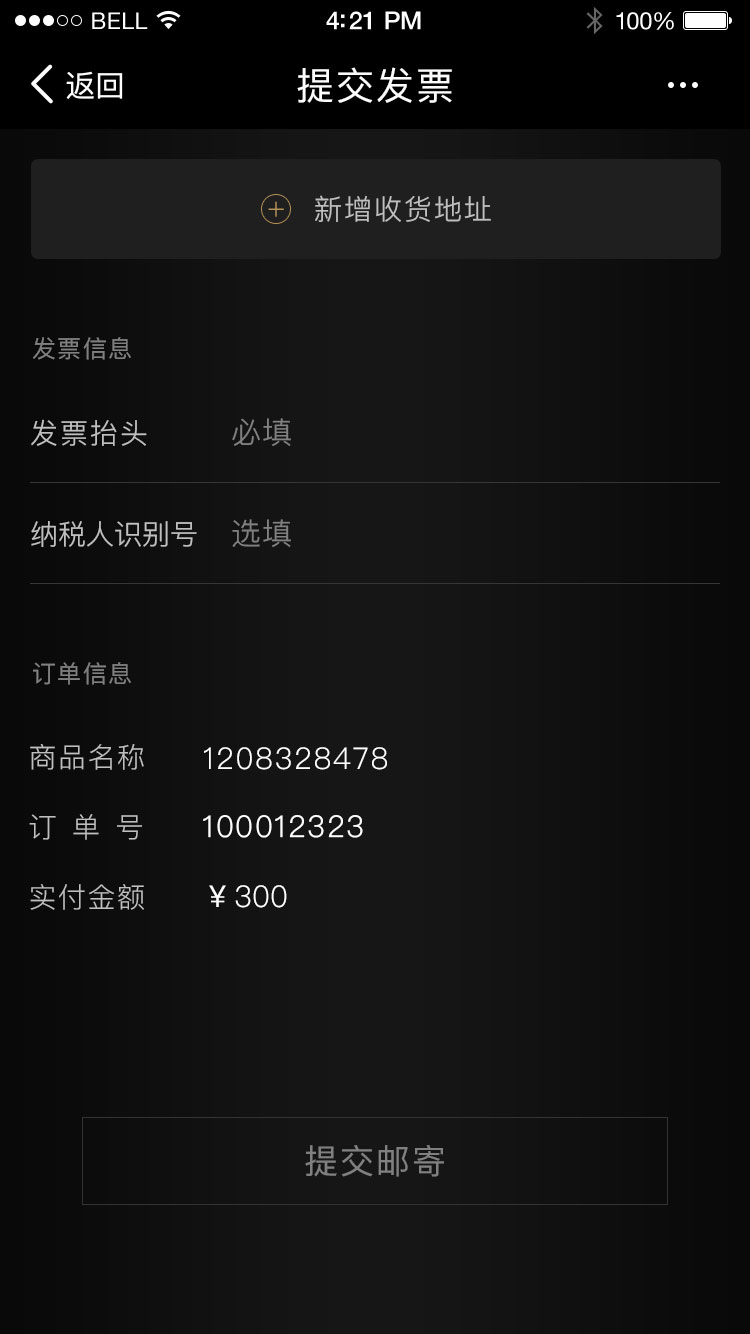 BELL 4:21 PM 100%
返回 提交发票 ···
新增收货地址
发票信息
发票抬头 必填
纳税人识别号 选填
订单信息
商品名称 1208328478
订单号 100012323
实付金额 ¥300
提交邮寄